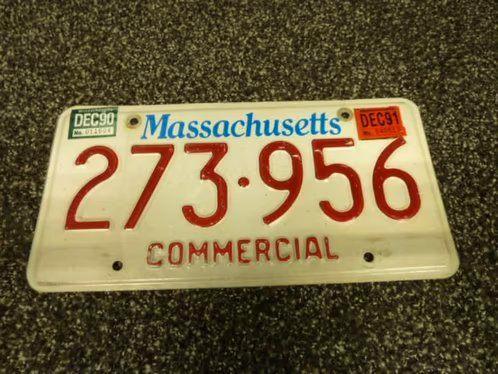 DEC90
DEC91
Massachusetts
273·956
COMMERCIAL